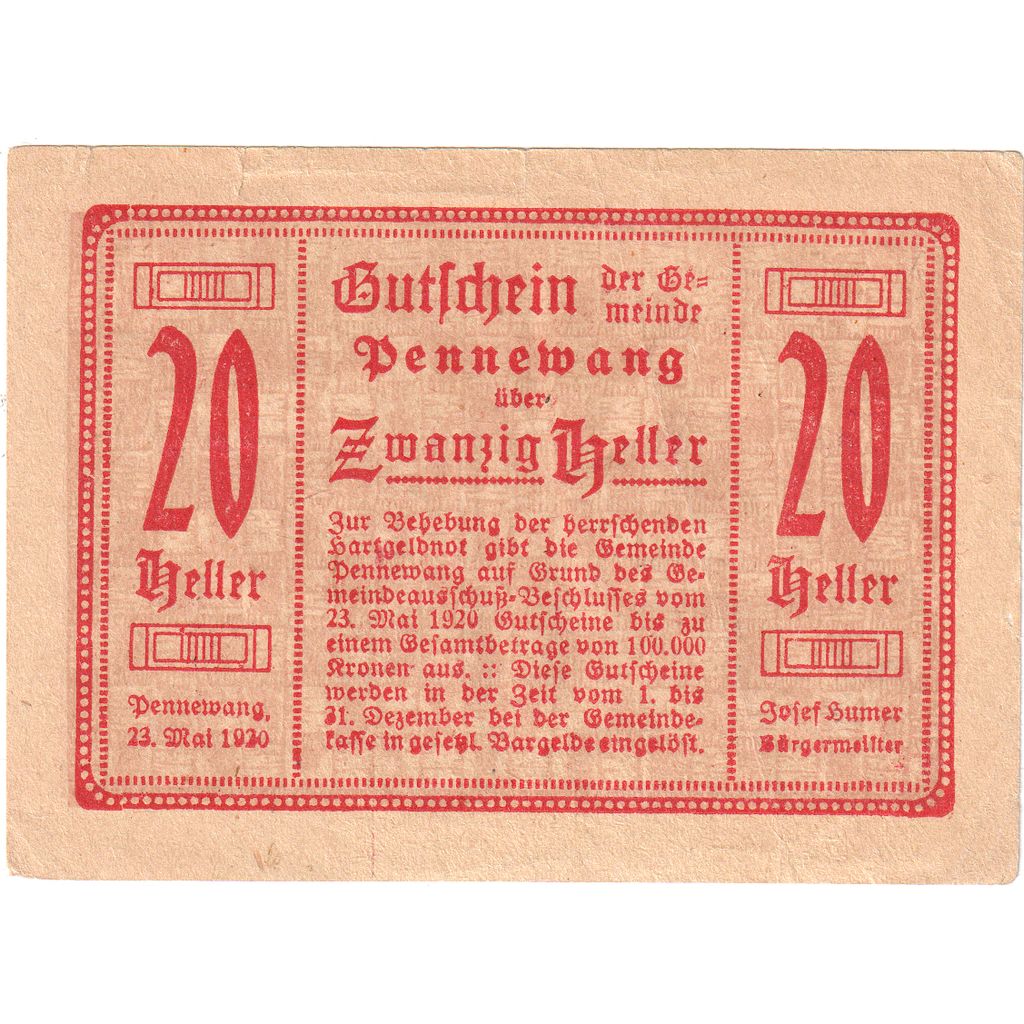 20
Heller
Pennewang,
23. Mai 1920
Gutschein der Ge=
meinde
Pennewang
über
Zwanzig Heller
Zur Behebung der herrschenden
Hartgeldnot gibt die Gemeinde
Pennewang auf Grund des Ge-
meindeausschuß-Beschlusses vom
23. Mai 1920 Gutscheine bis zu
einem Gesamtbetrage von 100.000
Kronen aus. :: Diese Gutscheine
werden in der Zeit vom 1. bis
31. Dezember bei der Gemeinde-
kasse in gesetzl. Bargelde eingelöst.
20
Heller
Josef Humer
Bürgermeister